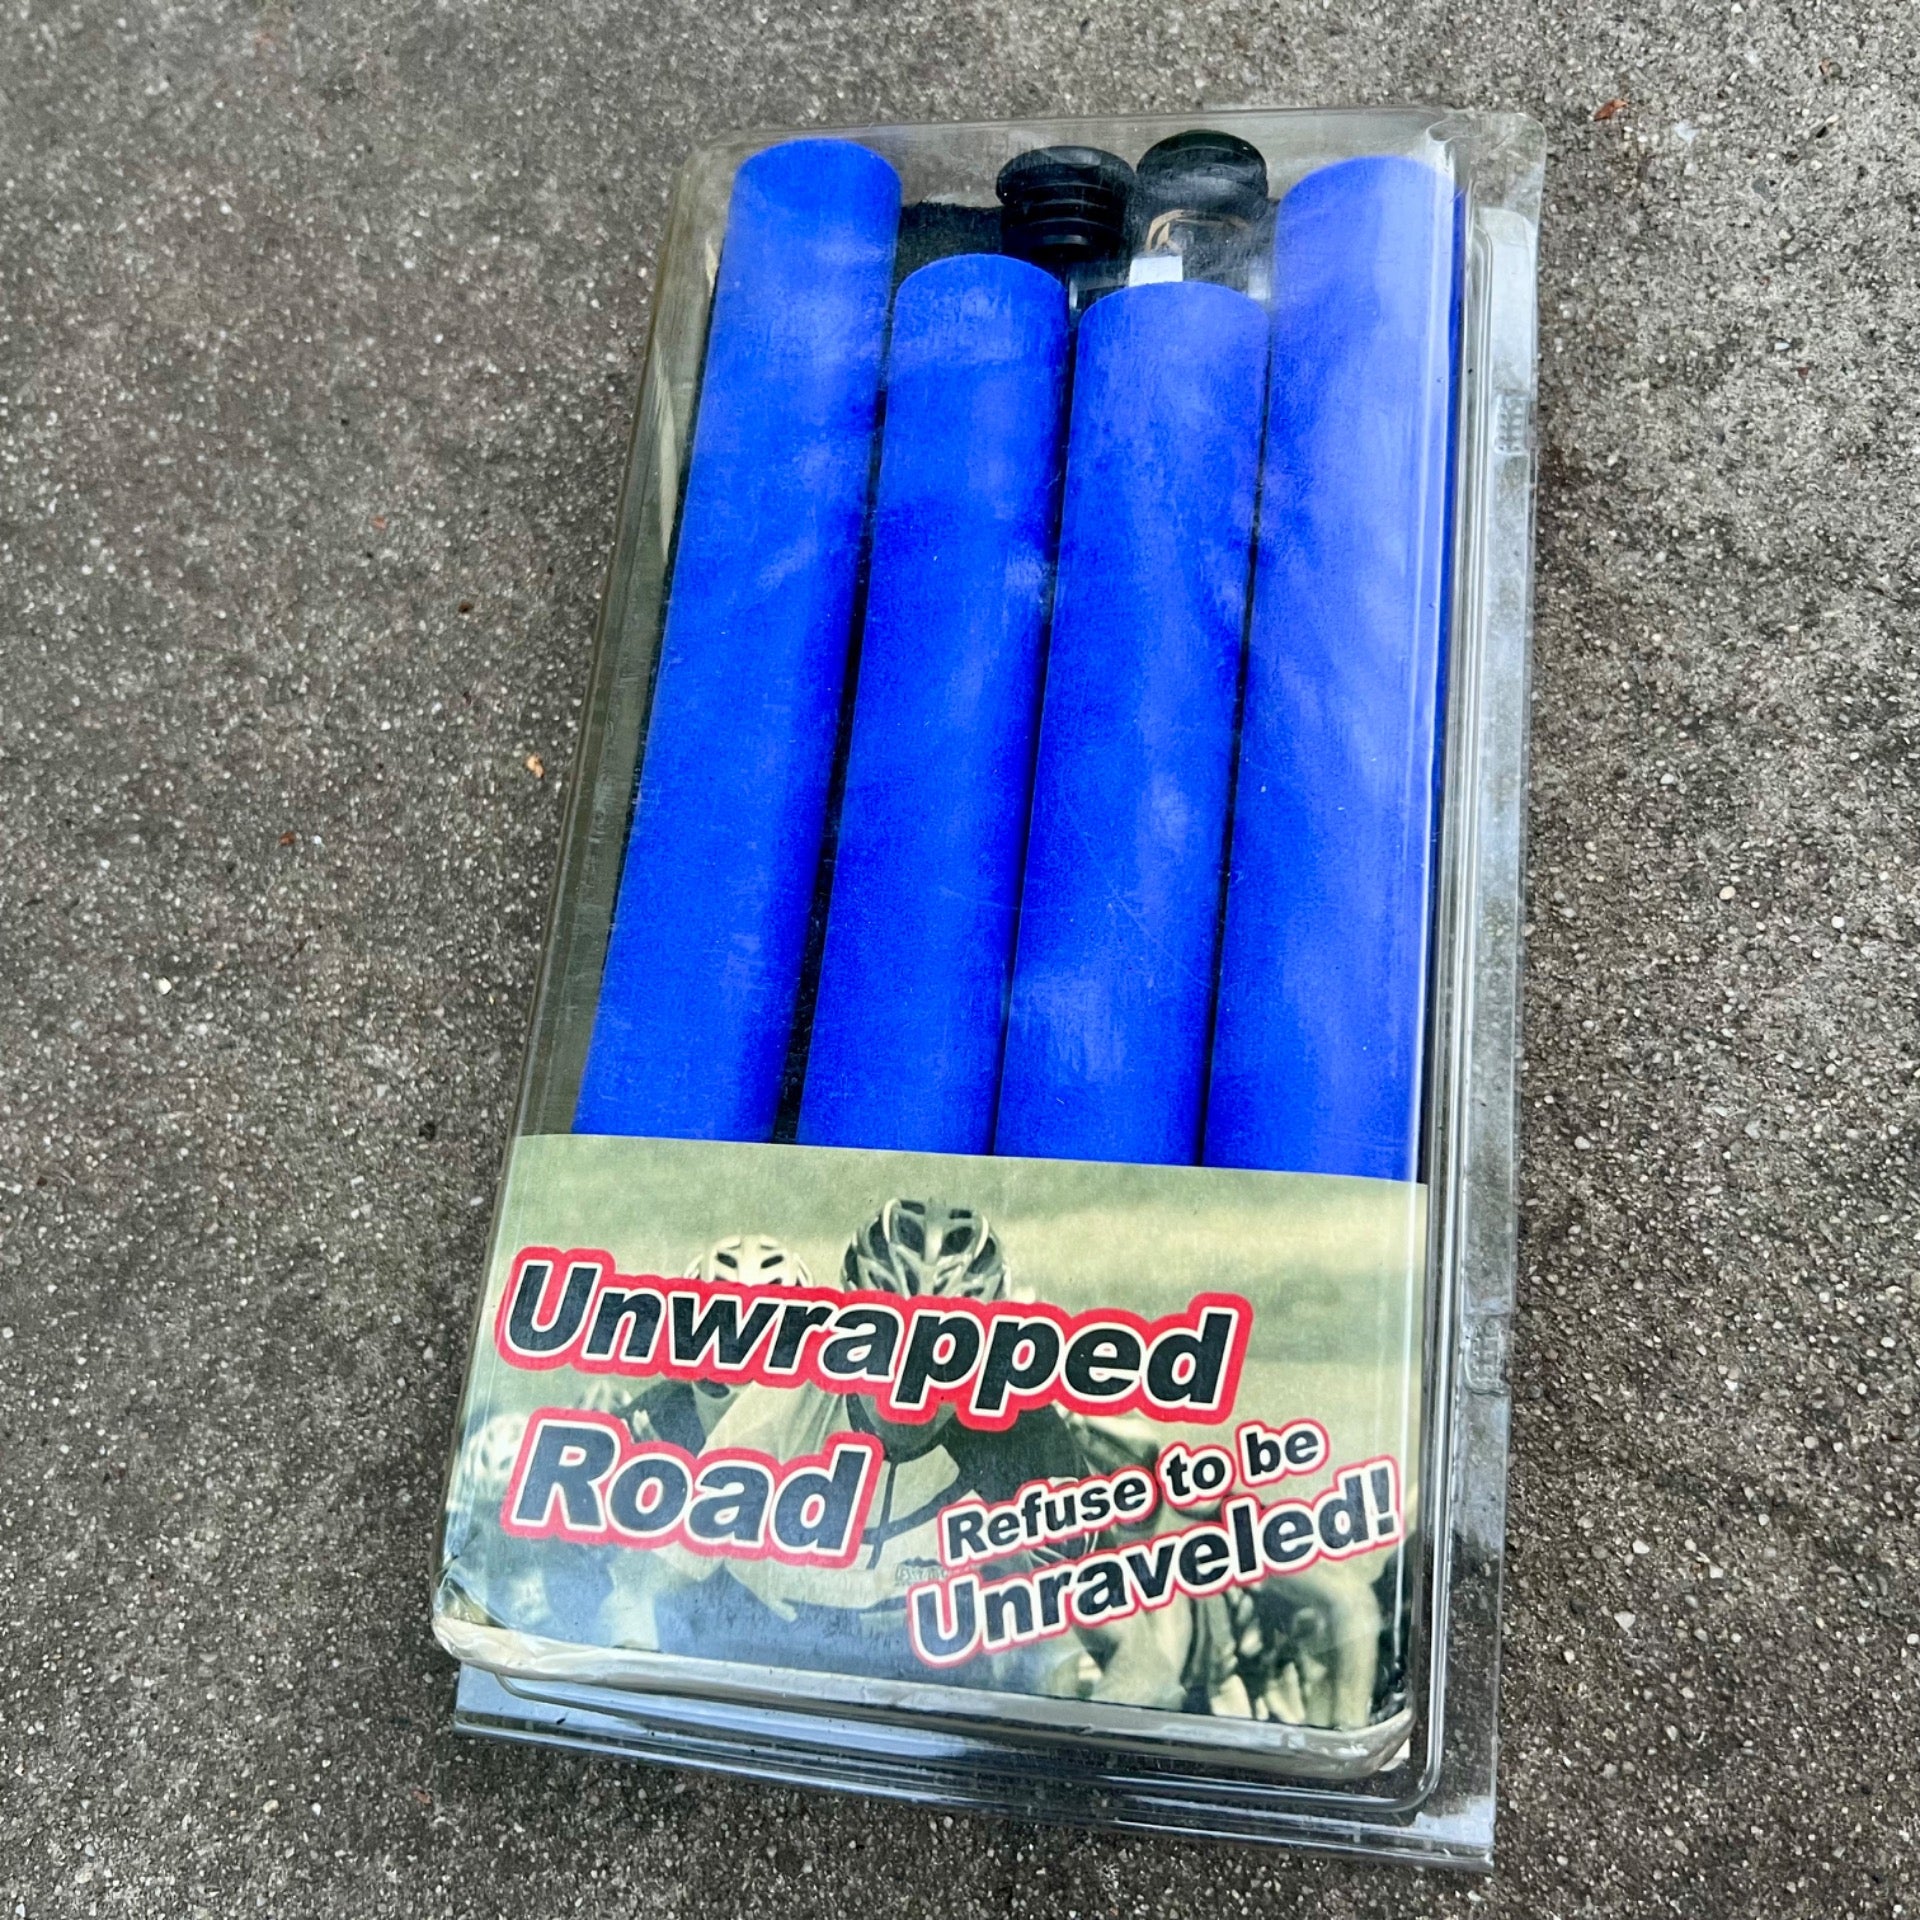 Unwrapped
Road
Refuse to be
Unraveled!